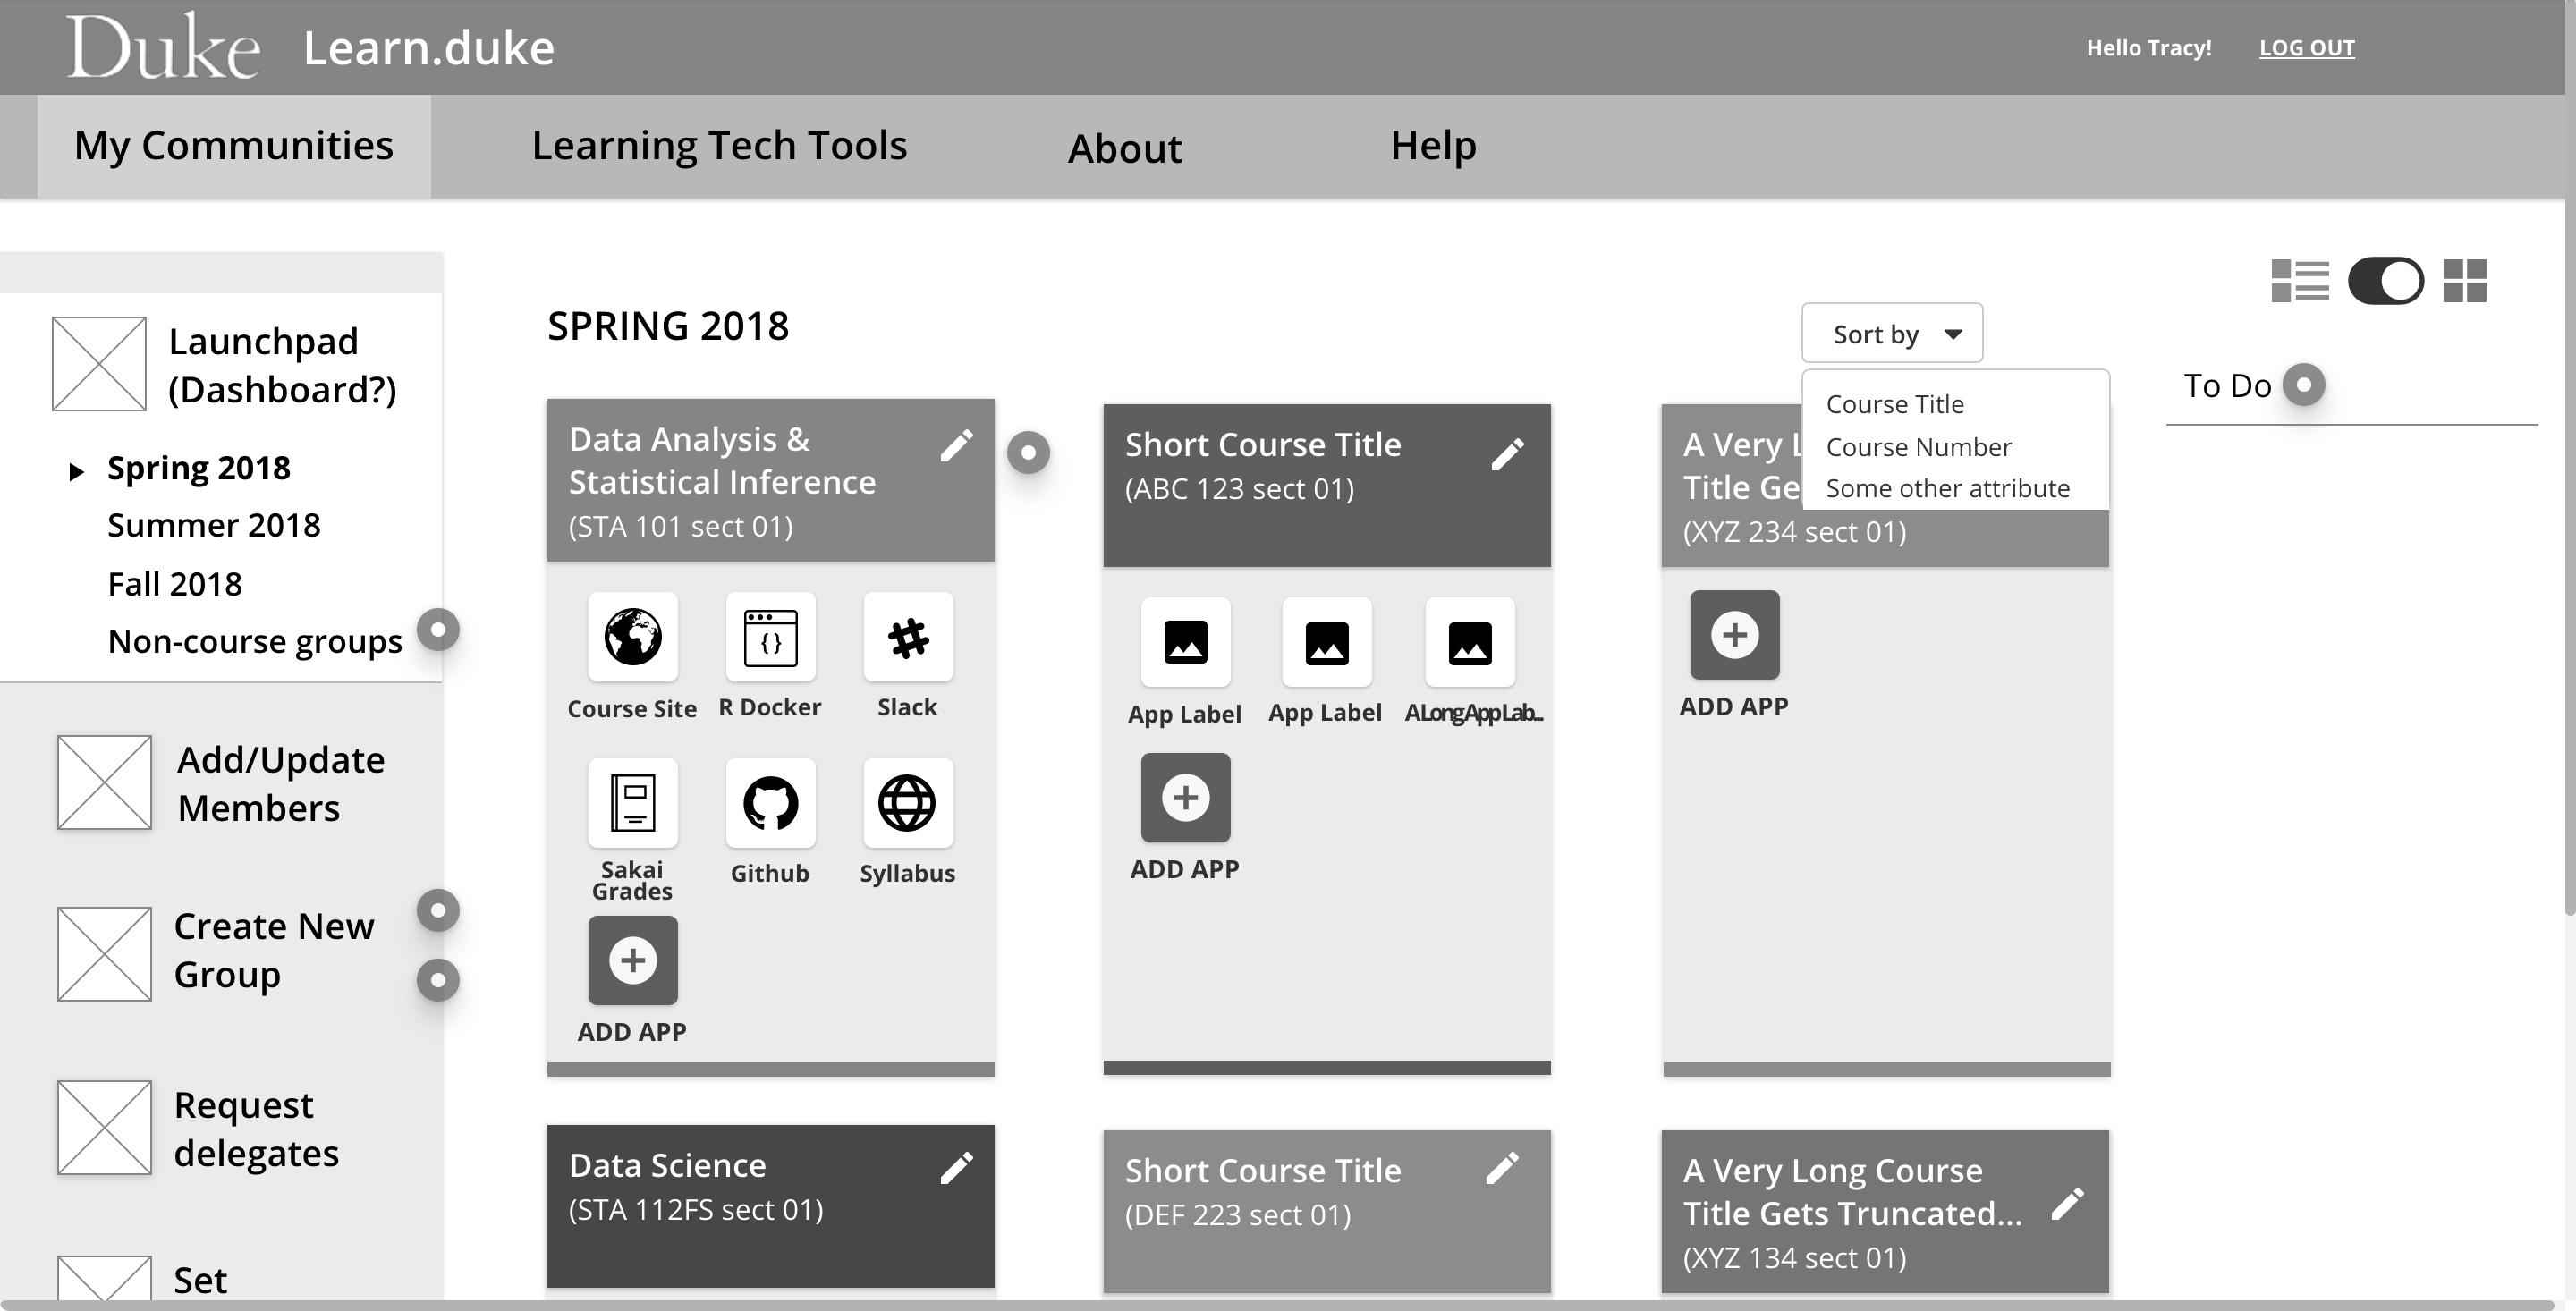 Duke
Learn.duke
Hello Tracy!
LOG OUT
My Communities
Learning Tech Tools
About
Help
Launchpad
(Dashboard?)
Spring 2018
Summer 2018
Fall 2018
Non-course groups
Add/Update
Members
Create New
Group
Request
delegates
Set
SPRING 2018
Sort by
Course Title
Course Number
Some other attribute
To Do
Data Analysis &
Statistical Inference
(STA 101 sect 01)
Course Site
R Docker
Slack
Sakai
Grades
Github
Syllabus
ADD APP
Short Course Title
(ABC 123 sect 01)
App Label
App Label
A Long App Lab...
ADD APP
A Very L
Title Ge
(XYZ 234 sect 01)
ADD APP
Data Science
(STA 112FS sect 01)
Short Course Title
(DEF 223 sect 01)
A Very Long Course
Title Gets Truncated...
(XYZ 134 sect 01)